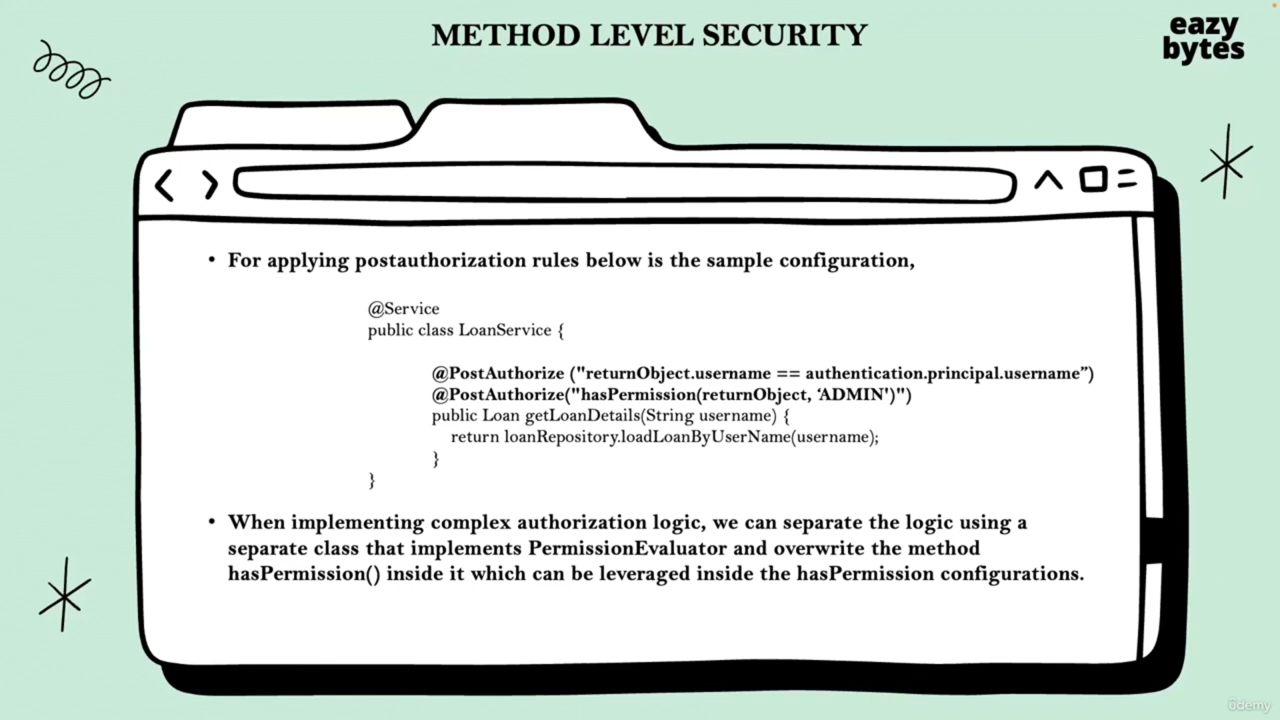 METHOD LEVEL SECURITY
eazy
bytes
• For applying postauthorization rules below is the sample configuration,
@Service
public class LoanService {
@PostAuthorize ("returnObject.username == authentication.principal.username”)
@PostAuthorize("hasPermission(returnObject, ‘ADMIN')")
public Loan getLoanDetails(String username) {
return loanRepository.loadLoanByUserName(username);
}
}
• When implementing complex authorization logic, we can separate the logic using a
separate class that implements PermissionEvaluator and overwrite the method
hasPermission() inside it which can be leveraged inside the hasPermission configurations.
ûdemy